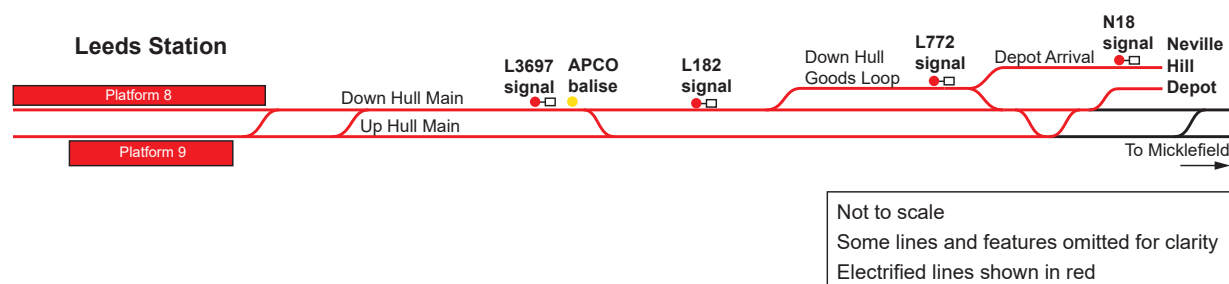 Leeds Station
Platform 8
Platform 9
Down Hull Main
Up Hull Main
L3697
signal
APCO
balise
L182
signal
Down Hull
Goods Loop
L772
signal
Depot Arrival
N18
signal
Neville
Hill
Depot
To Micklefield
Not to scale
Some lines and features omitted for clarity
Electrified lines shown in red